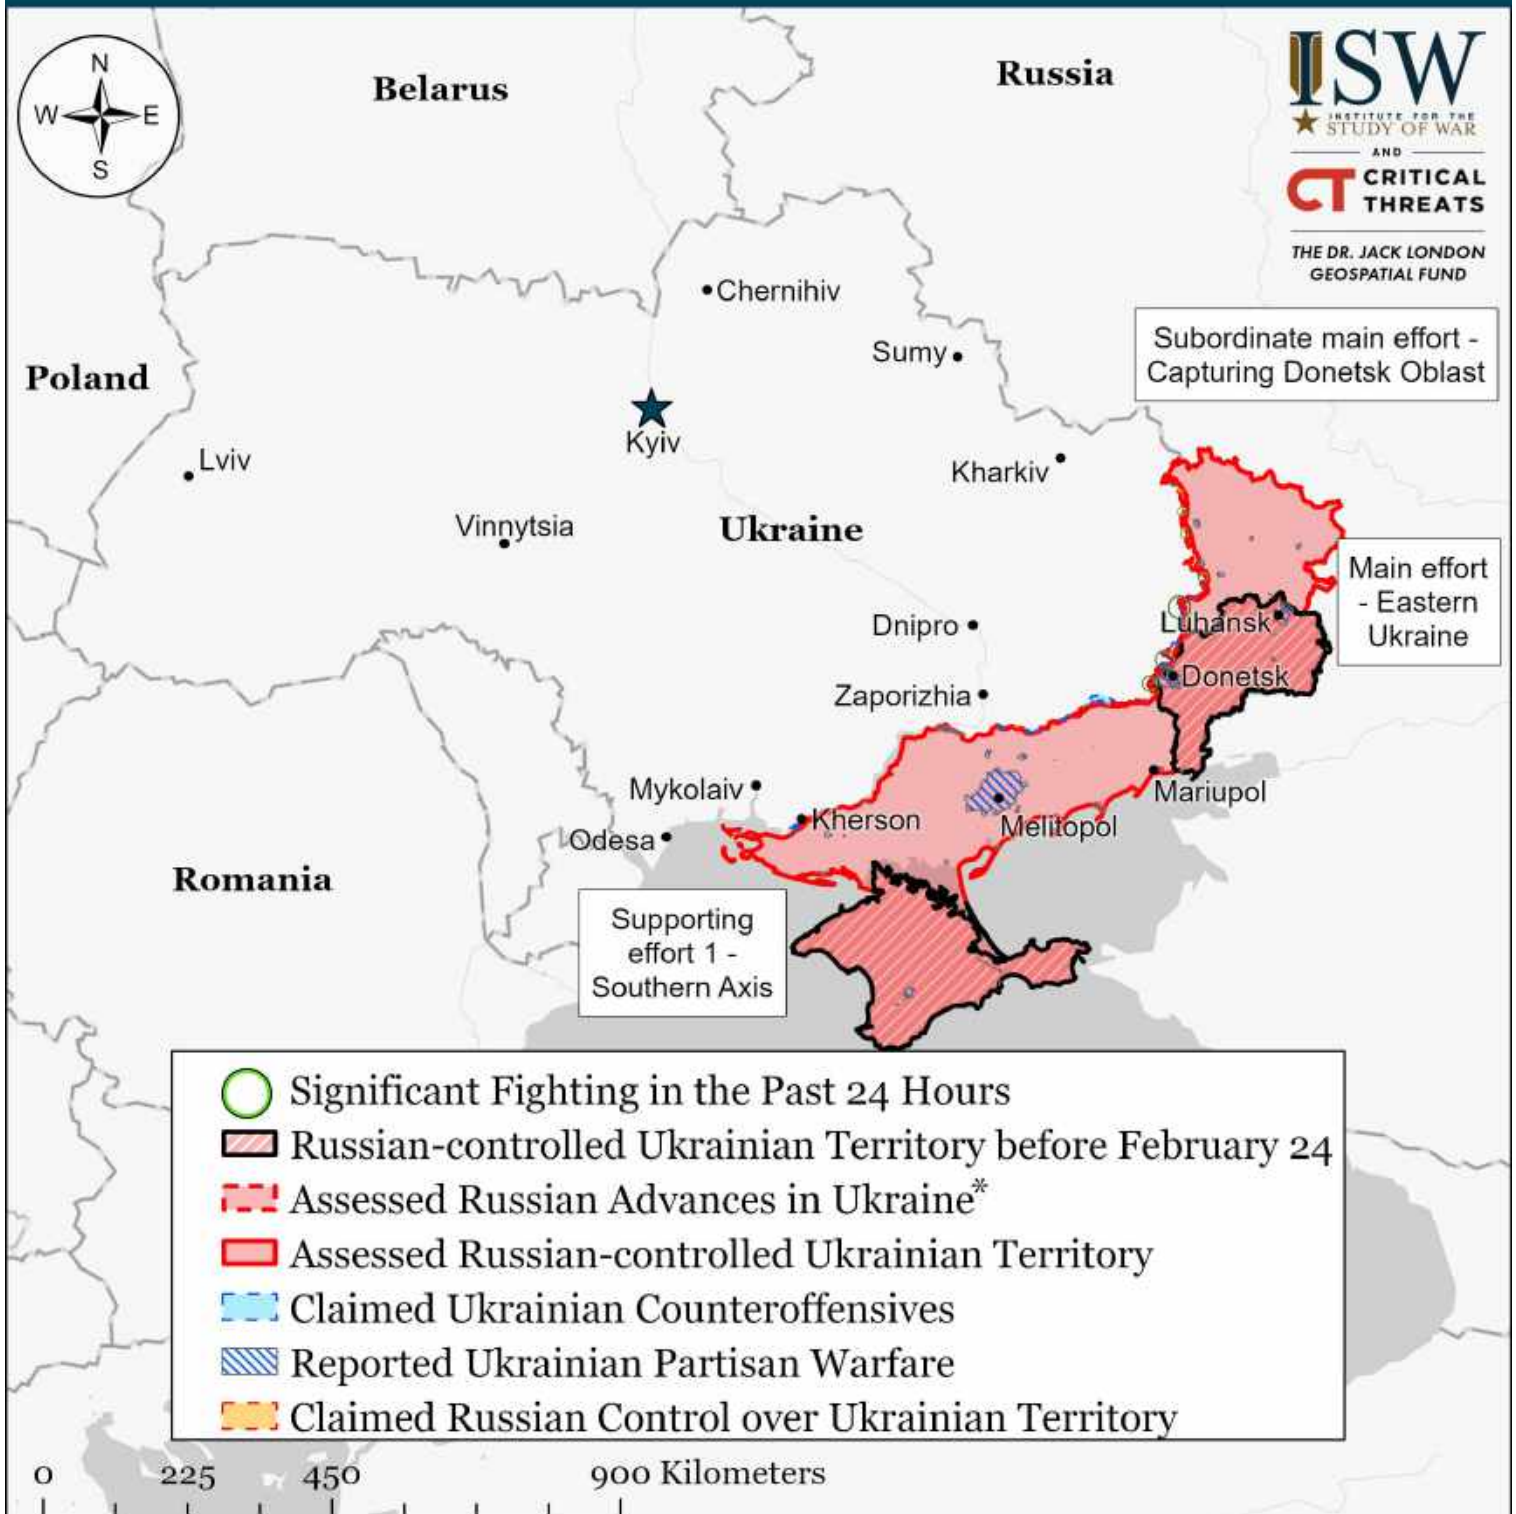 N
W E
S
Belarus
Russia
ISW
INSTITUTE FOR THE
STUDY OF WAR
AND
CT CRITICAL
THREATS
THE DR. JACK LONDON
GEOSPATIAL FUND
Chernihiv
Subordinate main effort -
Capturing Donetsk Oblast
Sumy
Poland
Kyiv
Lviv
Kharkiv
Vinnytsia
Ukraine
Main effort
- Eastern
Ukraine
Luhansk
Dnipro
Donetsk
Zaporizhia
Mykolaiv
Mariupol
Kherson
Melitopol
Odesa
Romania
Supporting
effort 1 -
Southern Axis
Significant Fighting in the Past 24 Hours
Russian-controlled Ukrainian Territory before February 24
Assessed Russian Advances in Ukraine*
Assessed Russian-controlled Ukrainian Territory
Claimed Ukrainian Counteroffensives
Reported Ukrainian Partisan Warfare
Claimed Russian Control over Ukrainian Territory
0 225 450 900 Kilometers